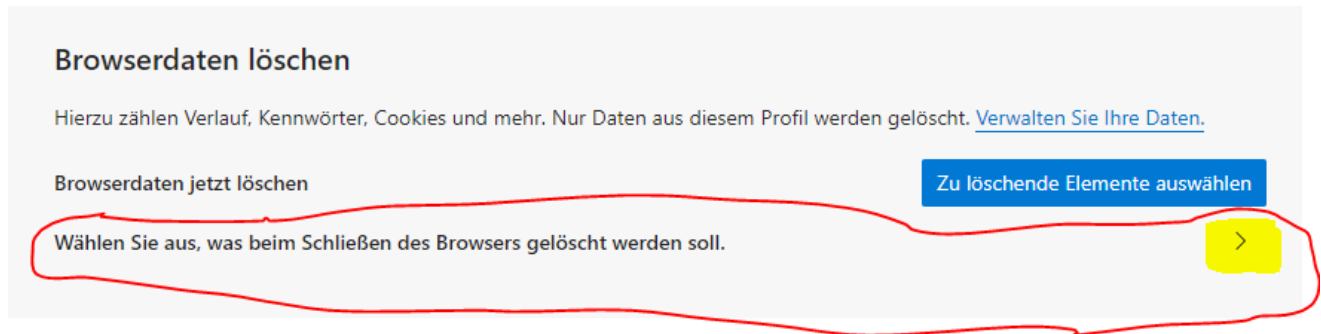 Browserdaten löschen
Hierzu zählen Verlauf, Kennwörter, Cookies und mehr. Nur Daten aus diesem Profil werden gelöscht. Verwalten Sie Ihre Daten.
Browserdaten jetzt löschen
Zu löschende Elemente auswählen
Wählen Sie aus, was beim Schließen des Browsers gelöscht werden soll.